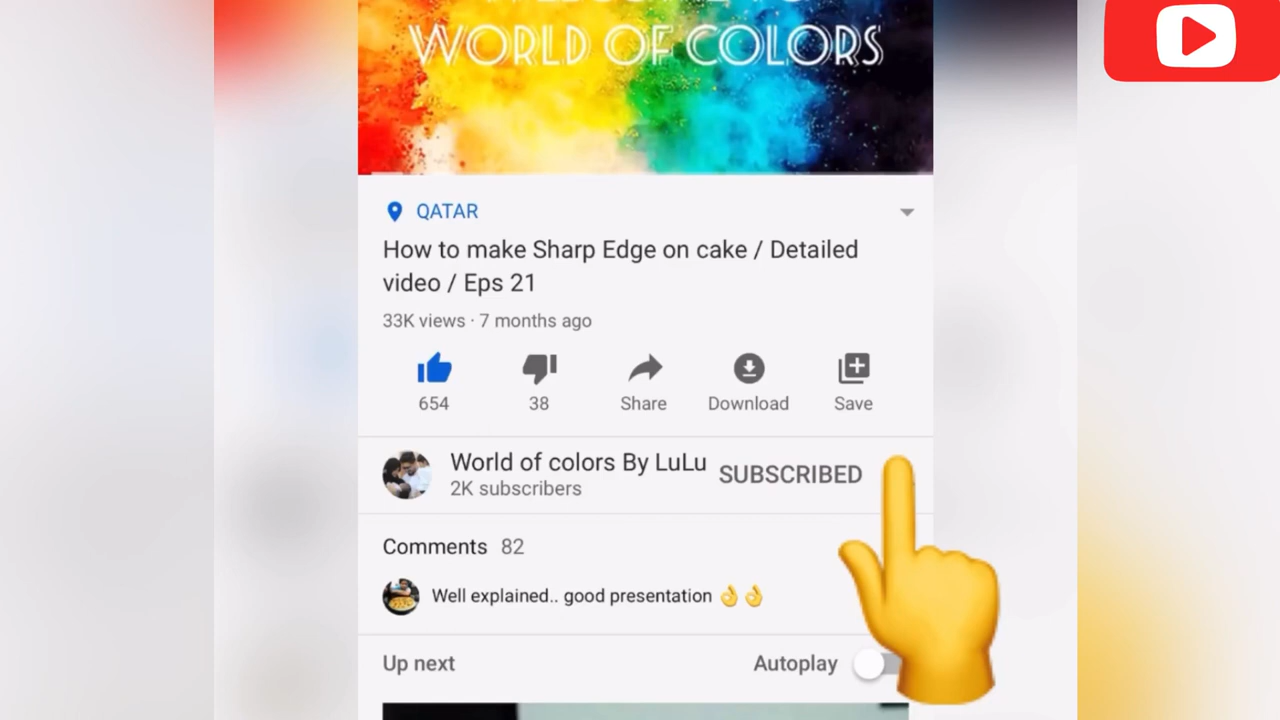 WORLD OF COLORS
QATAR
How to make Sharp Edge on cake / Detailed
video / Eps 21
33K views · 7 months ago
654
38
Share
Download
Save
World of colors By LuLu
2K subscribers
SUBSCRIBED
Comments 82
Well explained.. good presentation 👌👌
Up next
Autoplay